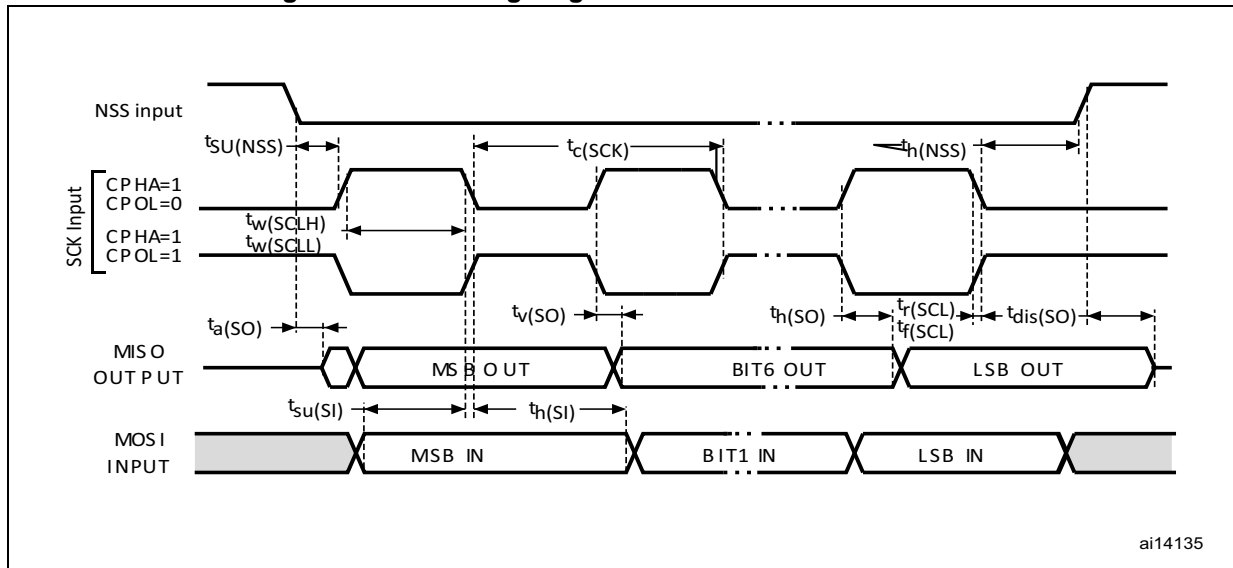 NSS input
tSU(NSS)
tc(SCK)
th(NSS)
SCK Input
CPHA=1
CPOL=0
tw(SCLH)
tw(SCLL)
CPHA=1
CPOL=1
ta(SO)
tv(SO)
th(SO)
tr(SCL)
tf(SCL)
tdis(SO)
MISO
OUTPUT
MSB OUT
BIT6 OUT
LSB OUT
tsu(SI)
th(SI)
MOSI
INPUT
MSB IN
BIT1 IN
LSB IN
ai14135